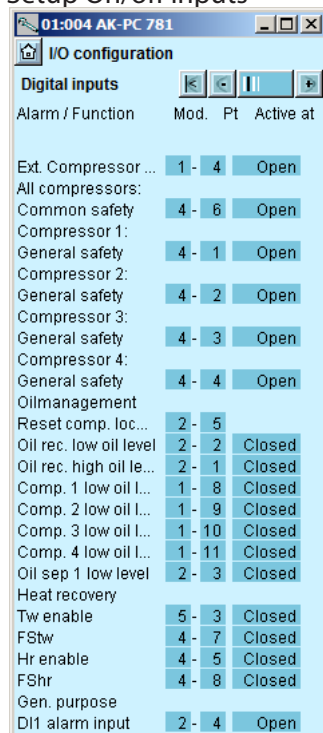 Setup On/off inputs
01:004 AK-PC 781
I/O configuration
Digital inputs
Alarm / Function Mod. Pt Active at
Ext. Compressor ... 1 - 4 Open
All compressors:
Common safety 4 - 6 Open
Compressor 1:
General safety 4 - 1 Open
Compressor 2:
General safety 4 - 2 Open
Compressor 3:
General safety 4 - 3 Open
Compressor 4:
General safety 4 - 4 Open
Oilmanagement
Reset comp. loc... 2 - 5
Oil rec. low oil level 2 - 2 Closed
Oil rec. high oil le... 2 - 1 Closed
Comp. 1 low oil l... 1 - 8 Closed
Comp. 2 low oil l... 1 - 9 Closed
Comp. 3 low oil l... 1 - 10 Closed
Comp. 4 low oil l... 1 - 11 Closed
Oil sep 1 low level 2 - 3 Closed
Heat recovery
Tw enable 5 - 3 Closed
FStw 4 - 7 Closed
Hr enable 4 - 5 Closed
FShr 4 - 8 Closed
Gen. purpose
DI1 alarm input 2 - 4 Open